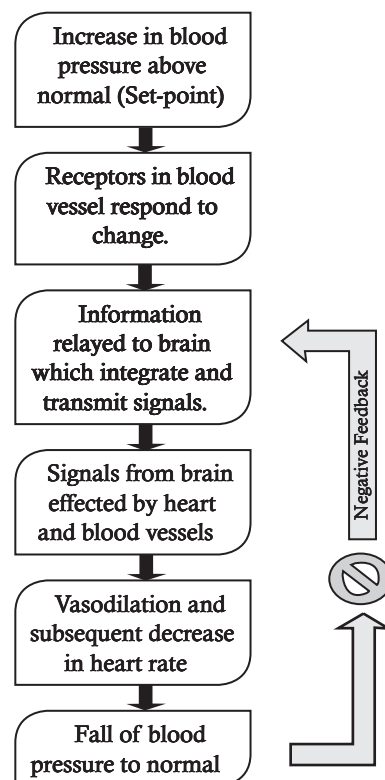 Increase in blood
pressure above
normal (Set-point)
Receptors in blood
vessel respond to
change.
Information
relayed to brain
which integrate and
transmit signals.
Signals from brain
effected by heart
and blood vessels
Vasodilation and
subsequent decrease
in heart rate
Fall of blood
pressure to normal
Negative Feedback